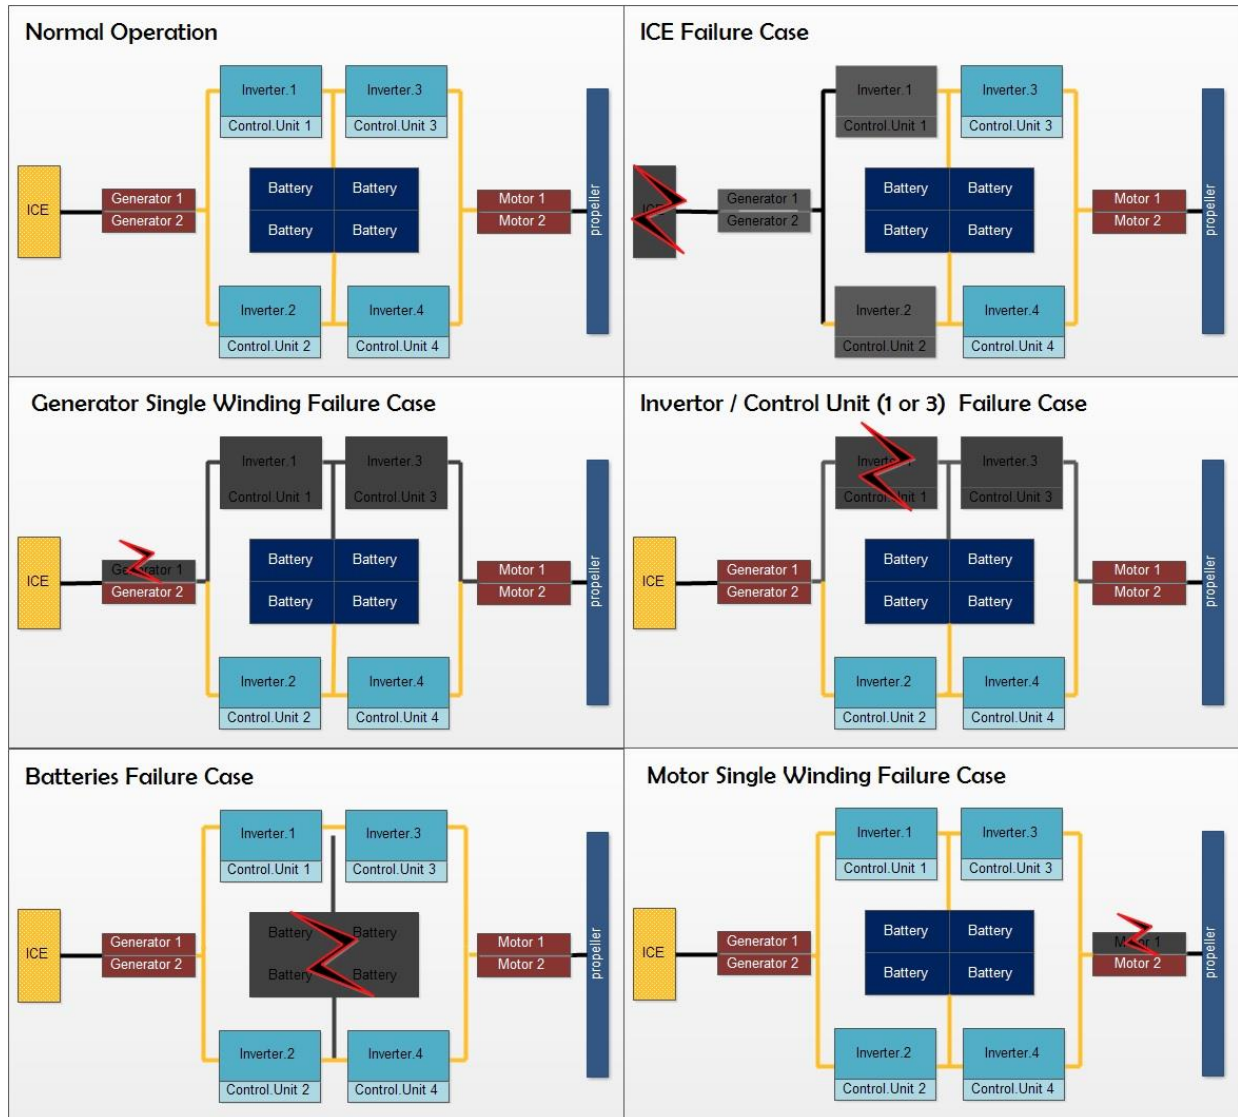 Normal Operation
Inverter.1
Inverter.3
Control.Unit 1
Control.Unit 3
Battery
Battery
Battery
Battery
ICE
Generator 1
Generator 2
Motor 1
Motor 2
propeller
Inverter.2
Inverter.4
Control.Unit 2
Control.Unit 4
ICE Failure Case
Inverter.1
Inverter.3
Control.Unit 1
Control.Unit 3
Battery
Battery
Battery
Battery
ICE
Generator 1
Generator 2
Motor 1
Motor 2
propeller
Inverter.2
Inverter.4
Control.Unit 2
Control.Unit 4
Generator Single Winding Failure Case
Inverter.1
Inverter.3
Control.Unit 1
Control.Unit 3
Battery
Battery
Battery
Battery
ICE
Generator 1
Generator 2
Motor 1
Motor 2
propeller
Inverter.2
Inverter.4
Control.Unit 2
Control.Unit 4
Invertor / Control Unit (1 or 3) Failure Case
Inverter.1
Inverter.3
Control.Unit 1
Control.Unit 3
Battery
Battery
Battery
Battery
ICE
Generator 1
Generator 2
Motor 1
Motor 2
propeller
Inverter.2
Inverter.4
Control.Unit 2
Control.Unit 4
Batteries Failure Case
Inverter.1
Inverter.3
Control.Unit 1
Control.Unit 3
Battery
Battery
Battery
Battery
ICE
Generator 1
Generator 2
Motor 1
Motor 2
propeller
Inverter.2
Inverter.4
Control.Unit 2
Control.Unit 4
Motor Single Winding Failure Case
Inverter.1
Inverter.3
Control.Unit 1
Control.Unit 3
Battery
Battery
Battery
Battery
ICE
Generator 1
Generator 2
Motor 1
Motor 2
propeller
Inverter.2
Inverter.4
Control.Unit 2
Control.Unit 4